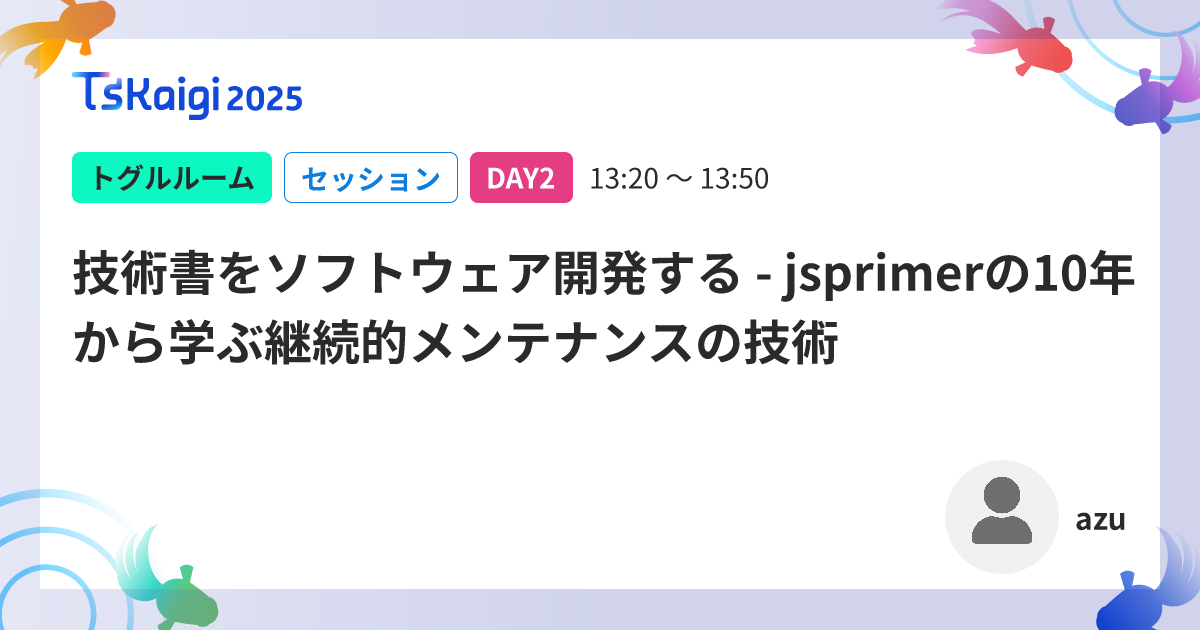 TSKaigi 2025
トグルルーム セッション DAY2 13:20 〜 13:50
技術書をソフトウェア開発する - jsprimerの10年
から学ぶ継続的メンテナンスの技術
azu